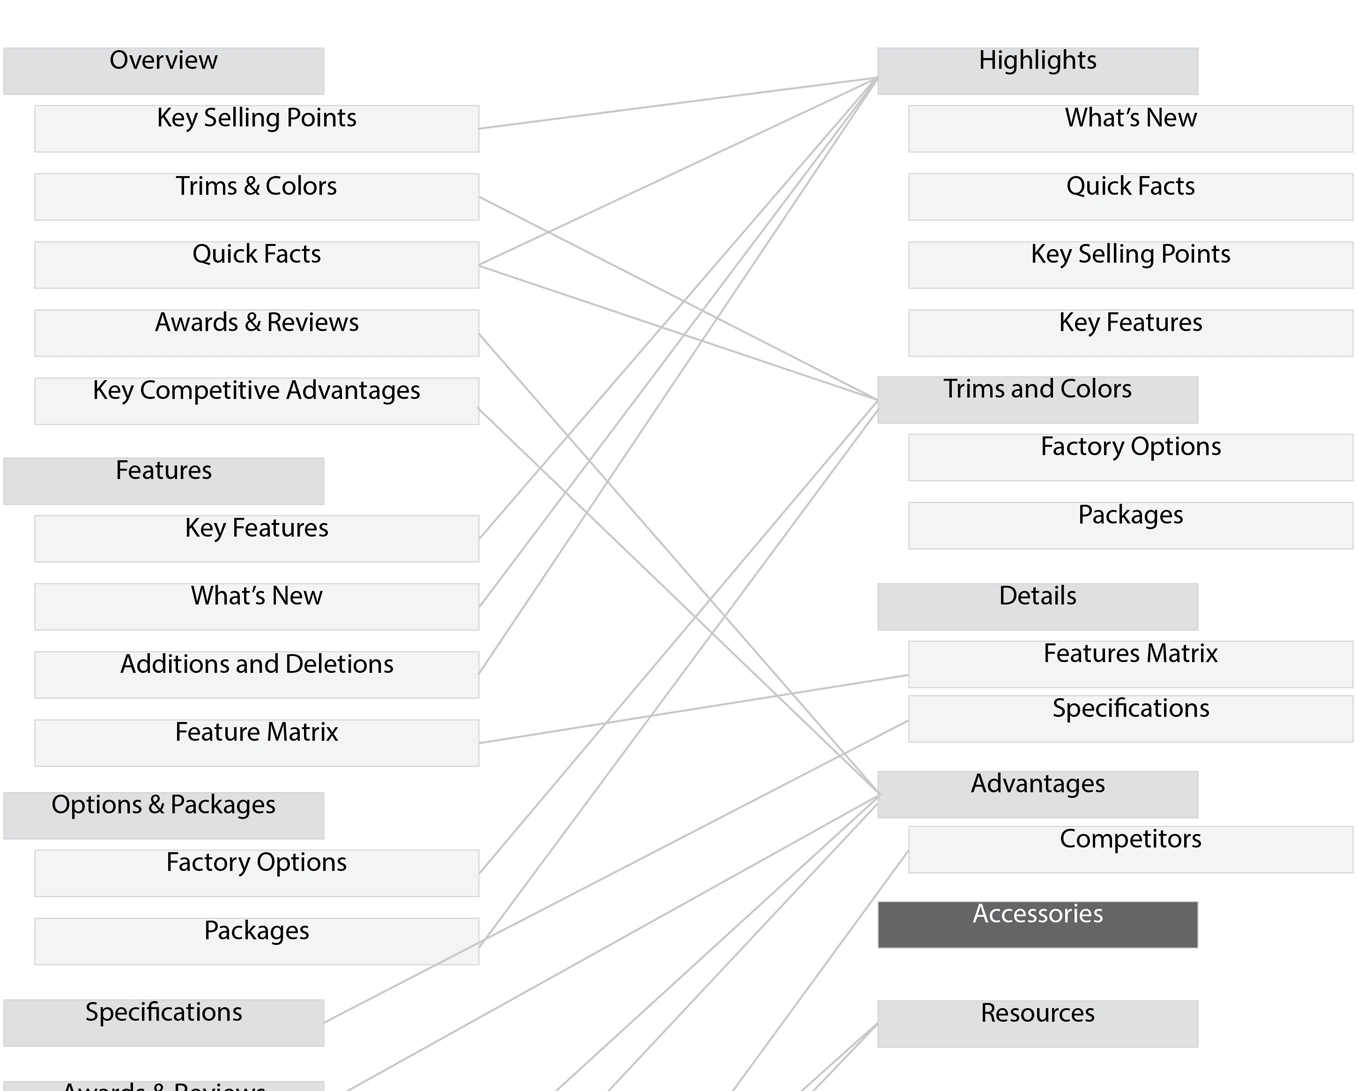 Overview
Key Selling Points
Trims & Colors
Quick Facts
Awards & Reviews
Key Competitive Advantages
Features
Key Features
What’s New
Additions and Deletions
Feature Matrix
Options & Packages
Factory Options
Packages
Specifications
Awards & Reviews
Highlights
What’s New
Quick Facts
Key Selling Points
Key Features
Trims and Colors
Factory Options
Packages
Details
Features Matrix
Specifications
Advantages
Competitors
Accessories
Resources